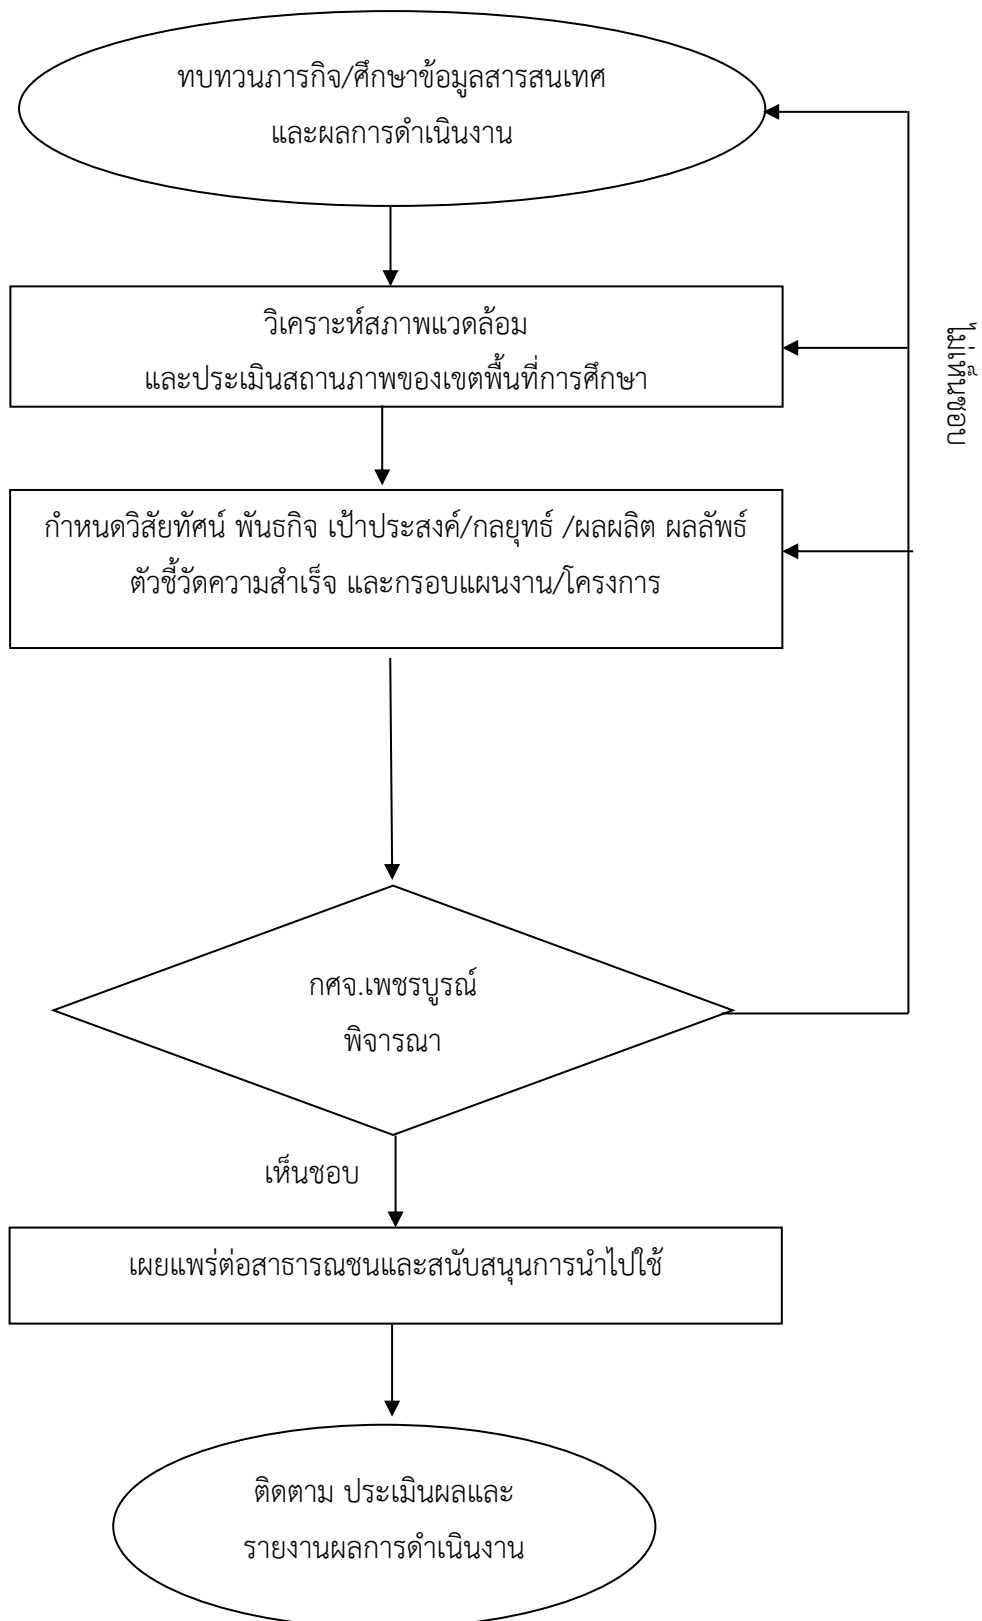 ทบทวนภารกิจ/ศึกษาข้อมูลสารสนเทศ
และผลการดำเนินงาน
วิเคราะห์สภาพแวดล้อม
และประเมินสถานภาพของเขตพื้นที่การศึกษา
ไม่เห็นชอบ
กำหนดวิสัยทัศน์ พันธกิจ เป้าประสงค์/กลยุทธ์ /ผลผลิต ผลลัพธ์
ตัวชี้วัดความสำเร็จ และกรอบแผนงาน/โครงการ
กศจ.เพชรบูรณ์
พิจารณา
เห็นชอบ
เผยแพร่ต่อสาธารณชนและสนับสนุนการนำไปใช้
ติดตาม ประเมินผลและ
รายงานผลการดำเนินงาน